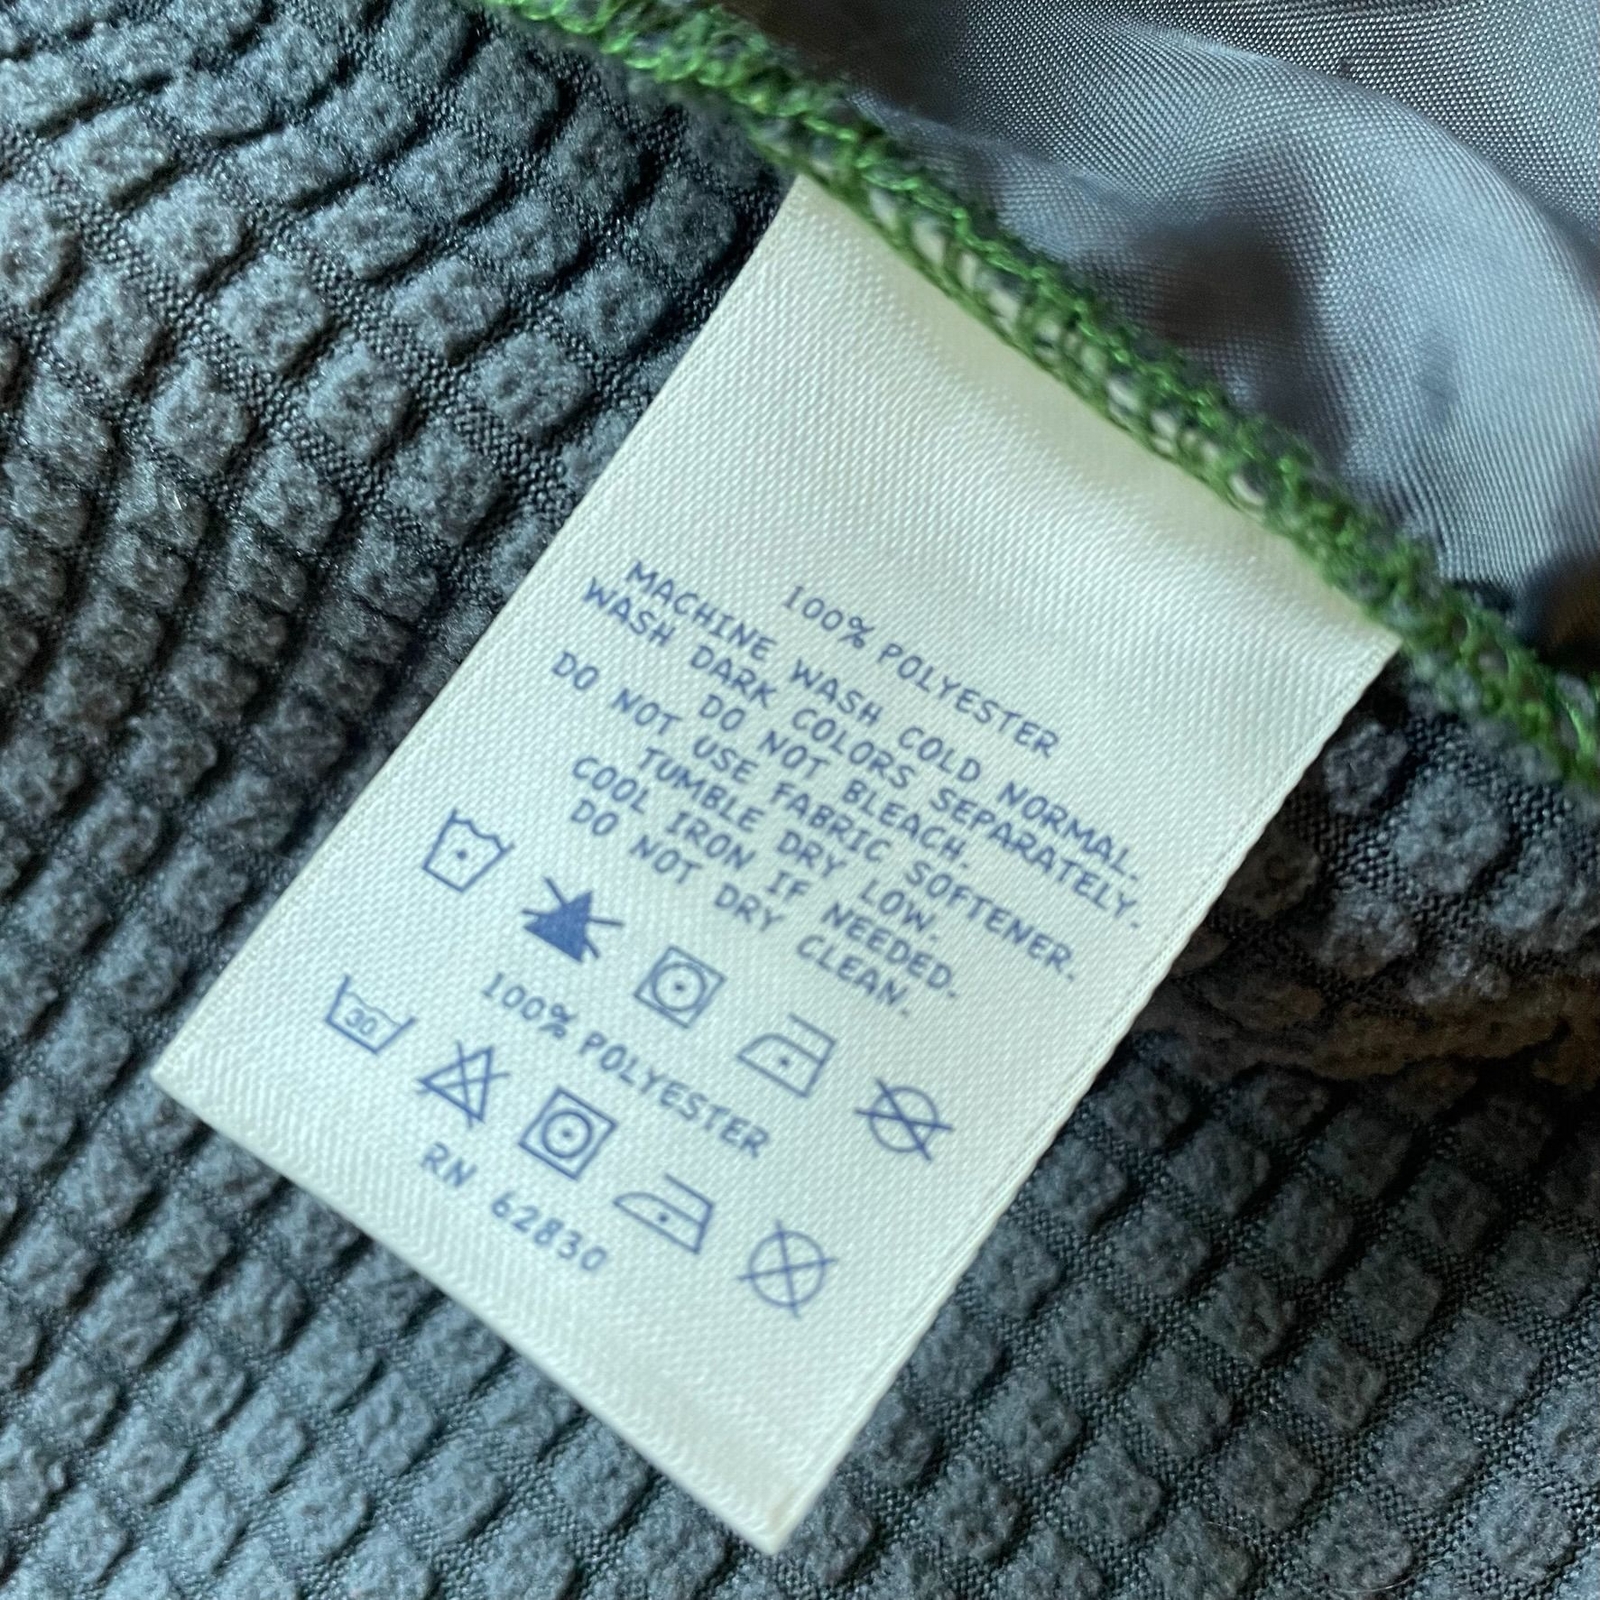 100% POLYESTER
MACHINE WASH COLD NORMAL.
WASH DARK COLORS SEPARATELY.
DO NOT BLEACH.
DO NOT USE FABRIC SOFTENER.
TUMBLE DRY LOW.
COOL IRON IF NEEDED.
DO NOT DRY CLEAN.
100% POLYESTER
30
RN 62830